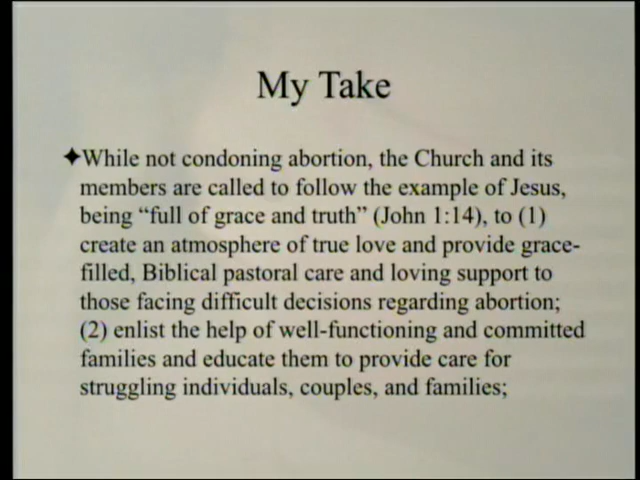 My Take
✦While not condoning abortion, the Church and its
members are called to follow the example of Jesus,
being “full of grace and truth” (John 1:14), to (1)
create an atmosphere of true love and provide grace-
filled, Biblical pastoral care and loving support to
those facing difficult decisions regarding abortion;
(2) enlist the help of well-functioning and committed
families and educate them to provide care for
struggling individuals, couples, and families;